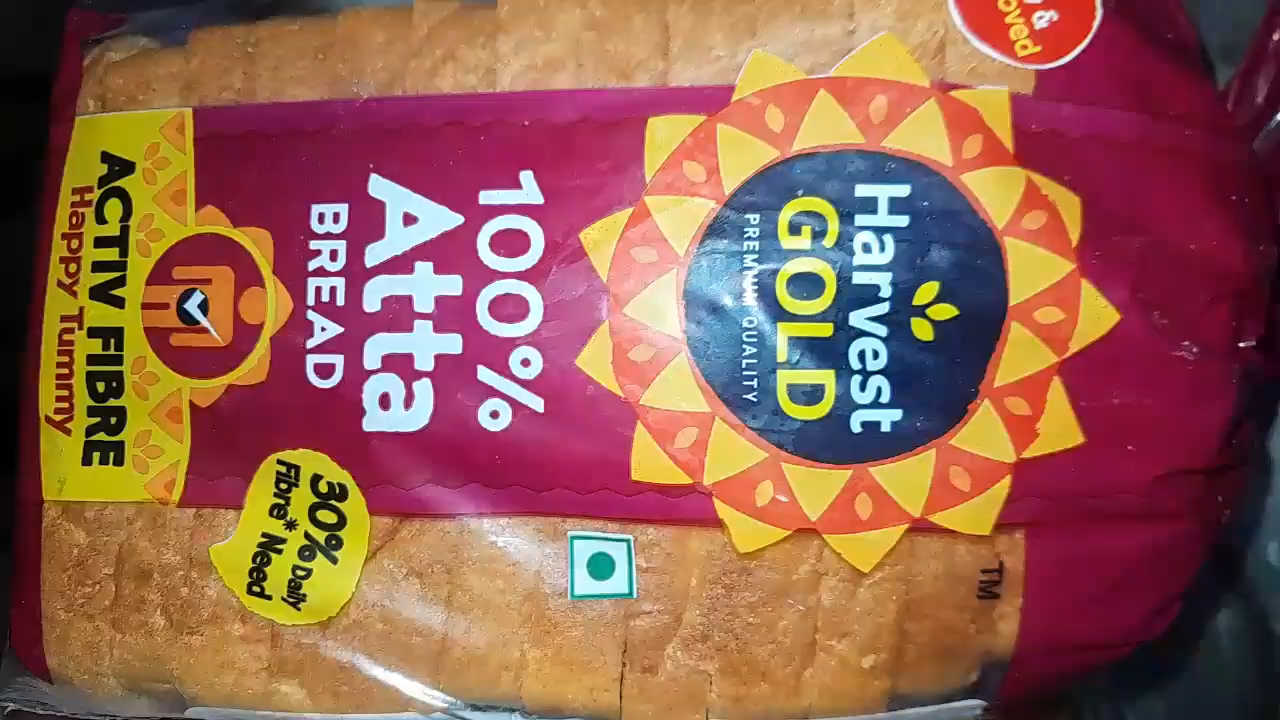 &
Harvest
GOLD
PREMIUM QUALITY
TM
100%
Atta
BREAD
30% Daily
Fibre* Need
ACTIV FIBRE
Happy Tummy